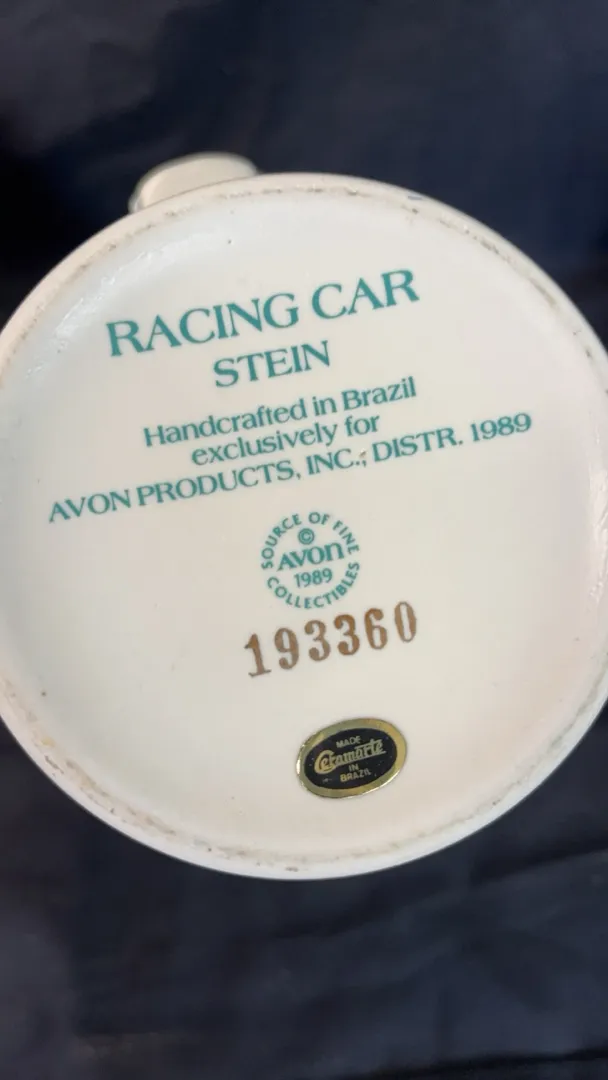 RACING CAR
STEIN
Handcrafted in Brazil
exclusively for
AVON PRODUCTS, INC., DISTR. 1989
SOURCE OF FINE
©
AVON
1989
COLLECTIBLES
193360
MADE
Ceramarte
IN
BRAZIL